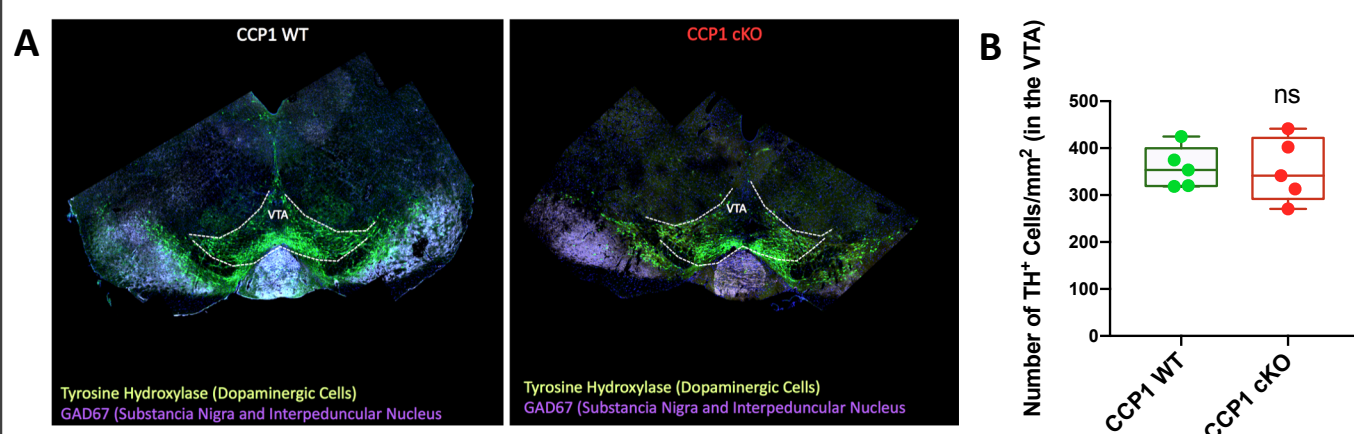 A
CCP1 WT
VTA
Tyrosine Hydroxylase (Dopaminergic Cells)
GAD67 (Substancia Nigra and Interpeduncular Nucleus
CCP1 cKO
VTA
Tyrosine Hydroxylase (Dopaminergic Cells)
GAD67 (Substancia Nigra and Interpeduncular Nucleus
B
Number of TH⁺ Cells/mm² (in the VTA)
ns
500
400
300
200
100
0
CCP1 WT
CCP1 cKO